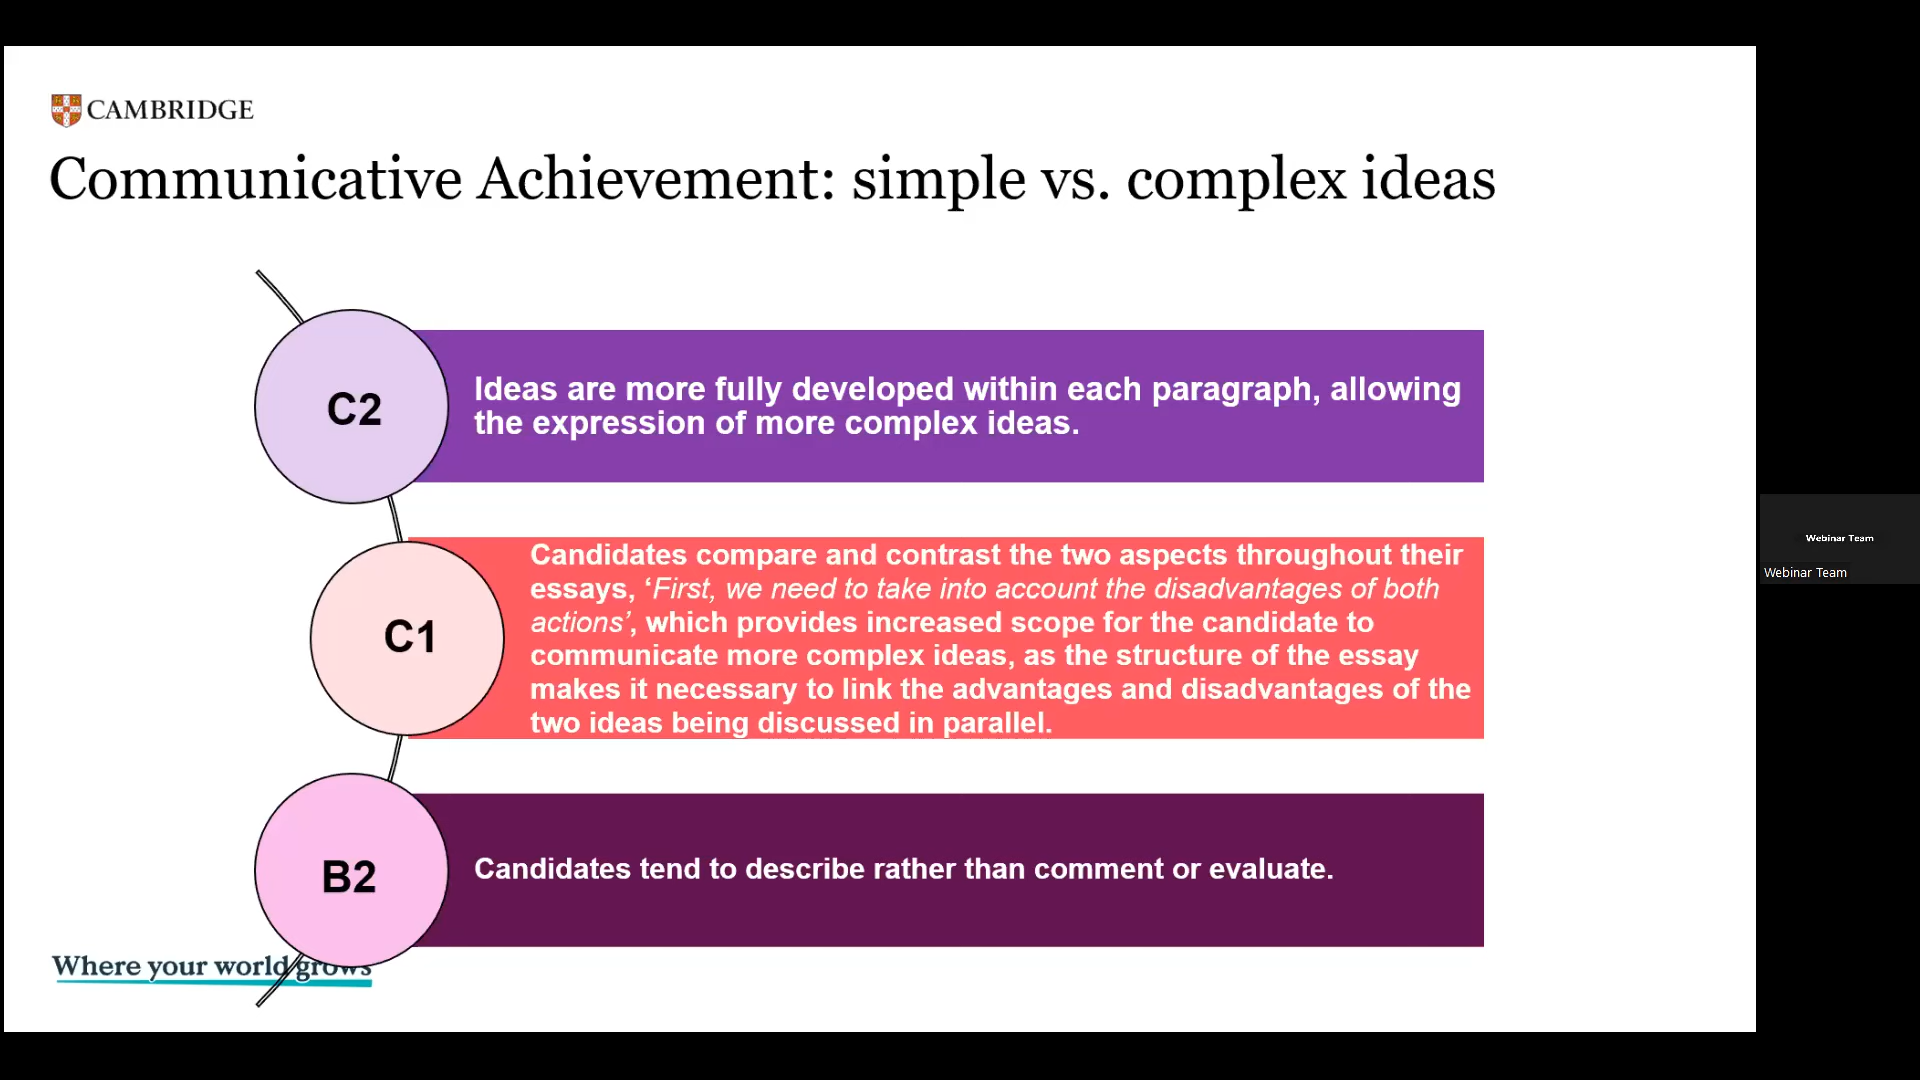 CAMBRIDGE
Communicative Achievement: simple vs. complex ideas
C2
Ideas are more fully developed within each paragraph, allowing
the expression of more complex ideas.
C1
Candidates compare and contrast the two aspects throughout their
essays, ‘First, we need to take into account the disadvantages of both
actions’, which provides increased scope for the candidate to
communicate more complex ideas, as the structure of the essay
makes it necessary to link the advantages and disadvantages of the
two ideas being discussed in parallel.
B2
Candidates tend to describe rather than comment or evaluate.
Where your world grows
Webinar Team
Webinar Team